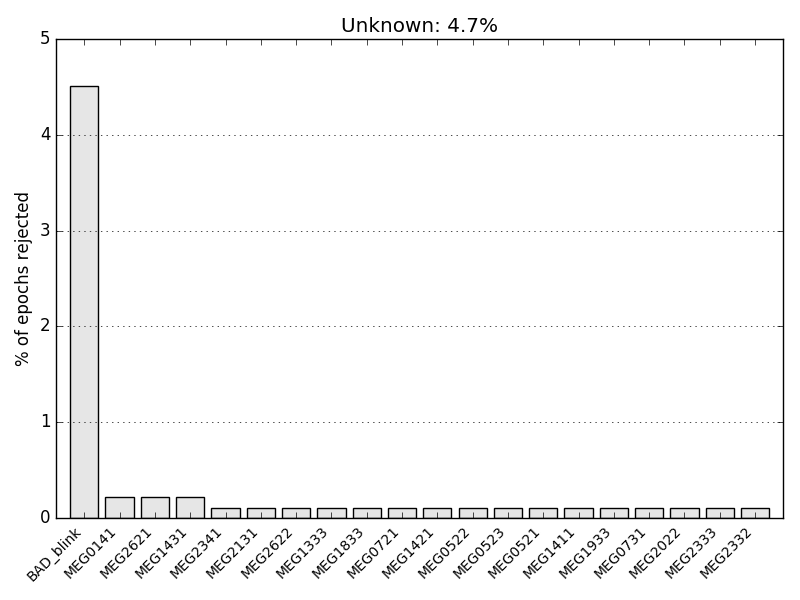 Unknown: 4.7%
5
4
3
2
1
0
% of epochs rejected
BAD_blink
MEG0141
MEG2621
MEG1431
MEG2341
MEG2131
MEG2622
MEG1333
MEG1833
MEG0721
MEG1421
MEG0522
MEG0523
MEG0521
MEG1411
MEG1933
MEG0731
MEG2022
MEG2333
MEG2332